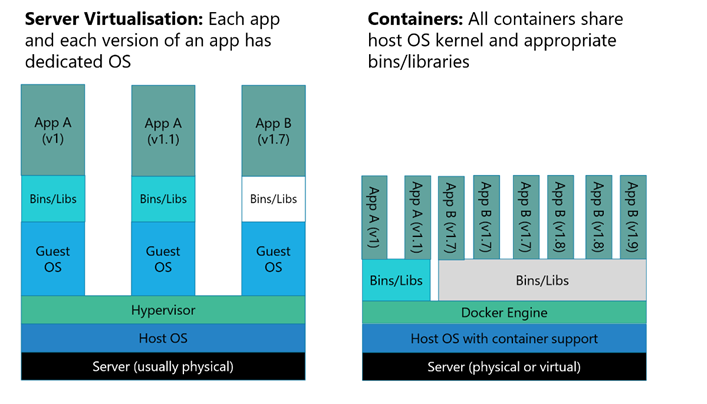 Server Virtualisation: Each app
and each version of an app has
dedicated OS
App A
(v1)
App A
(v1.1)
App B
(v1.7)
Bins/Libs
Bins/Libs
Bins/Libs
Guest
OS
Guest
OS
Guest
OS
Hypervisor
Host OS
Server (usually physical)
Containers: All containers share
host OS kernel and appropriate
bins/libraries
App A (v1)
App A (v1.1)
App B (v1.7)
App B (v1.7)
App B (v1.7)
App B (v1.8)
App B (v1.8)
App B (v1.9)
Bins/Libs
Bins/Libs
Docker Engine
Host OS with container support
Server (physical or virtual)